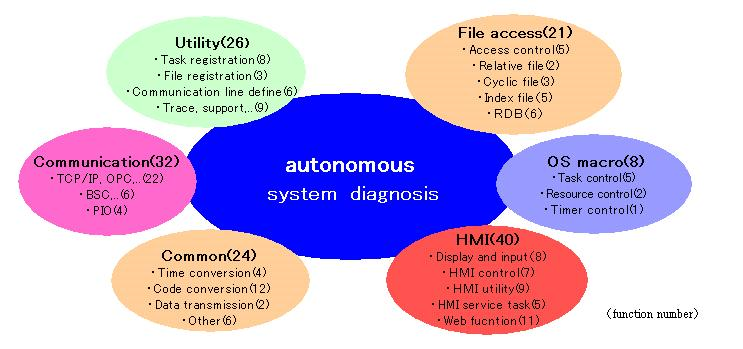 Utility(26)
・Task registration(8)
・File registration(3)
・Communication line define(6)
・Trace, support,..(9)
File access(21)
・Access control(5)
・Relative file(2)
・Cyclic file(3)
・Index file(5)
・RDB(6)
Communication(32)
・TCP/IP, OPC,..(22)
・BSC,..(6)
・PIO(4)
autonomous
system diagnosis
OS macro(8)
・Task control(5)
・Resource control(2)
・Timer control(1)
Common(24)
・Time conversion(4)
・Code conversion(12)
・Data transmission(2)
・Other(6)
HMI(40)
・Display and input(8)
・HMI control(7)
・HMI utility(9)
・HMI service task(5)
・Web fucntion(11)
(function number)